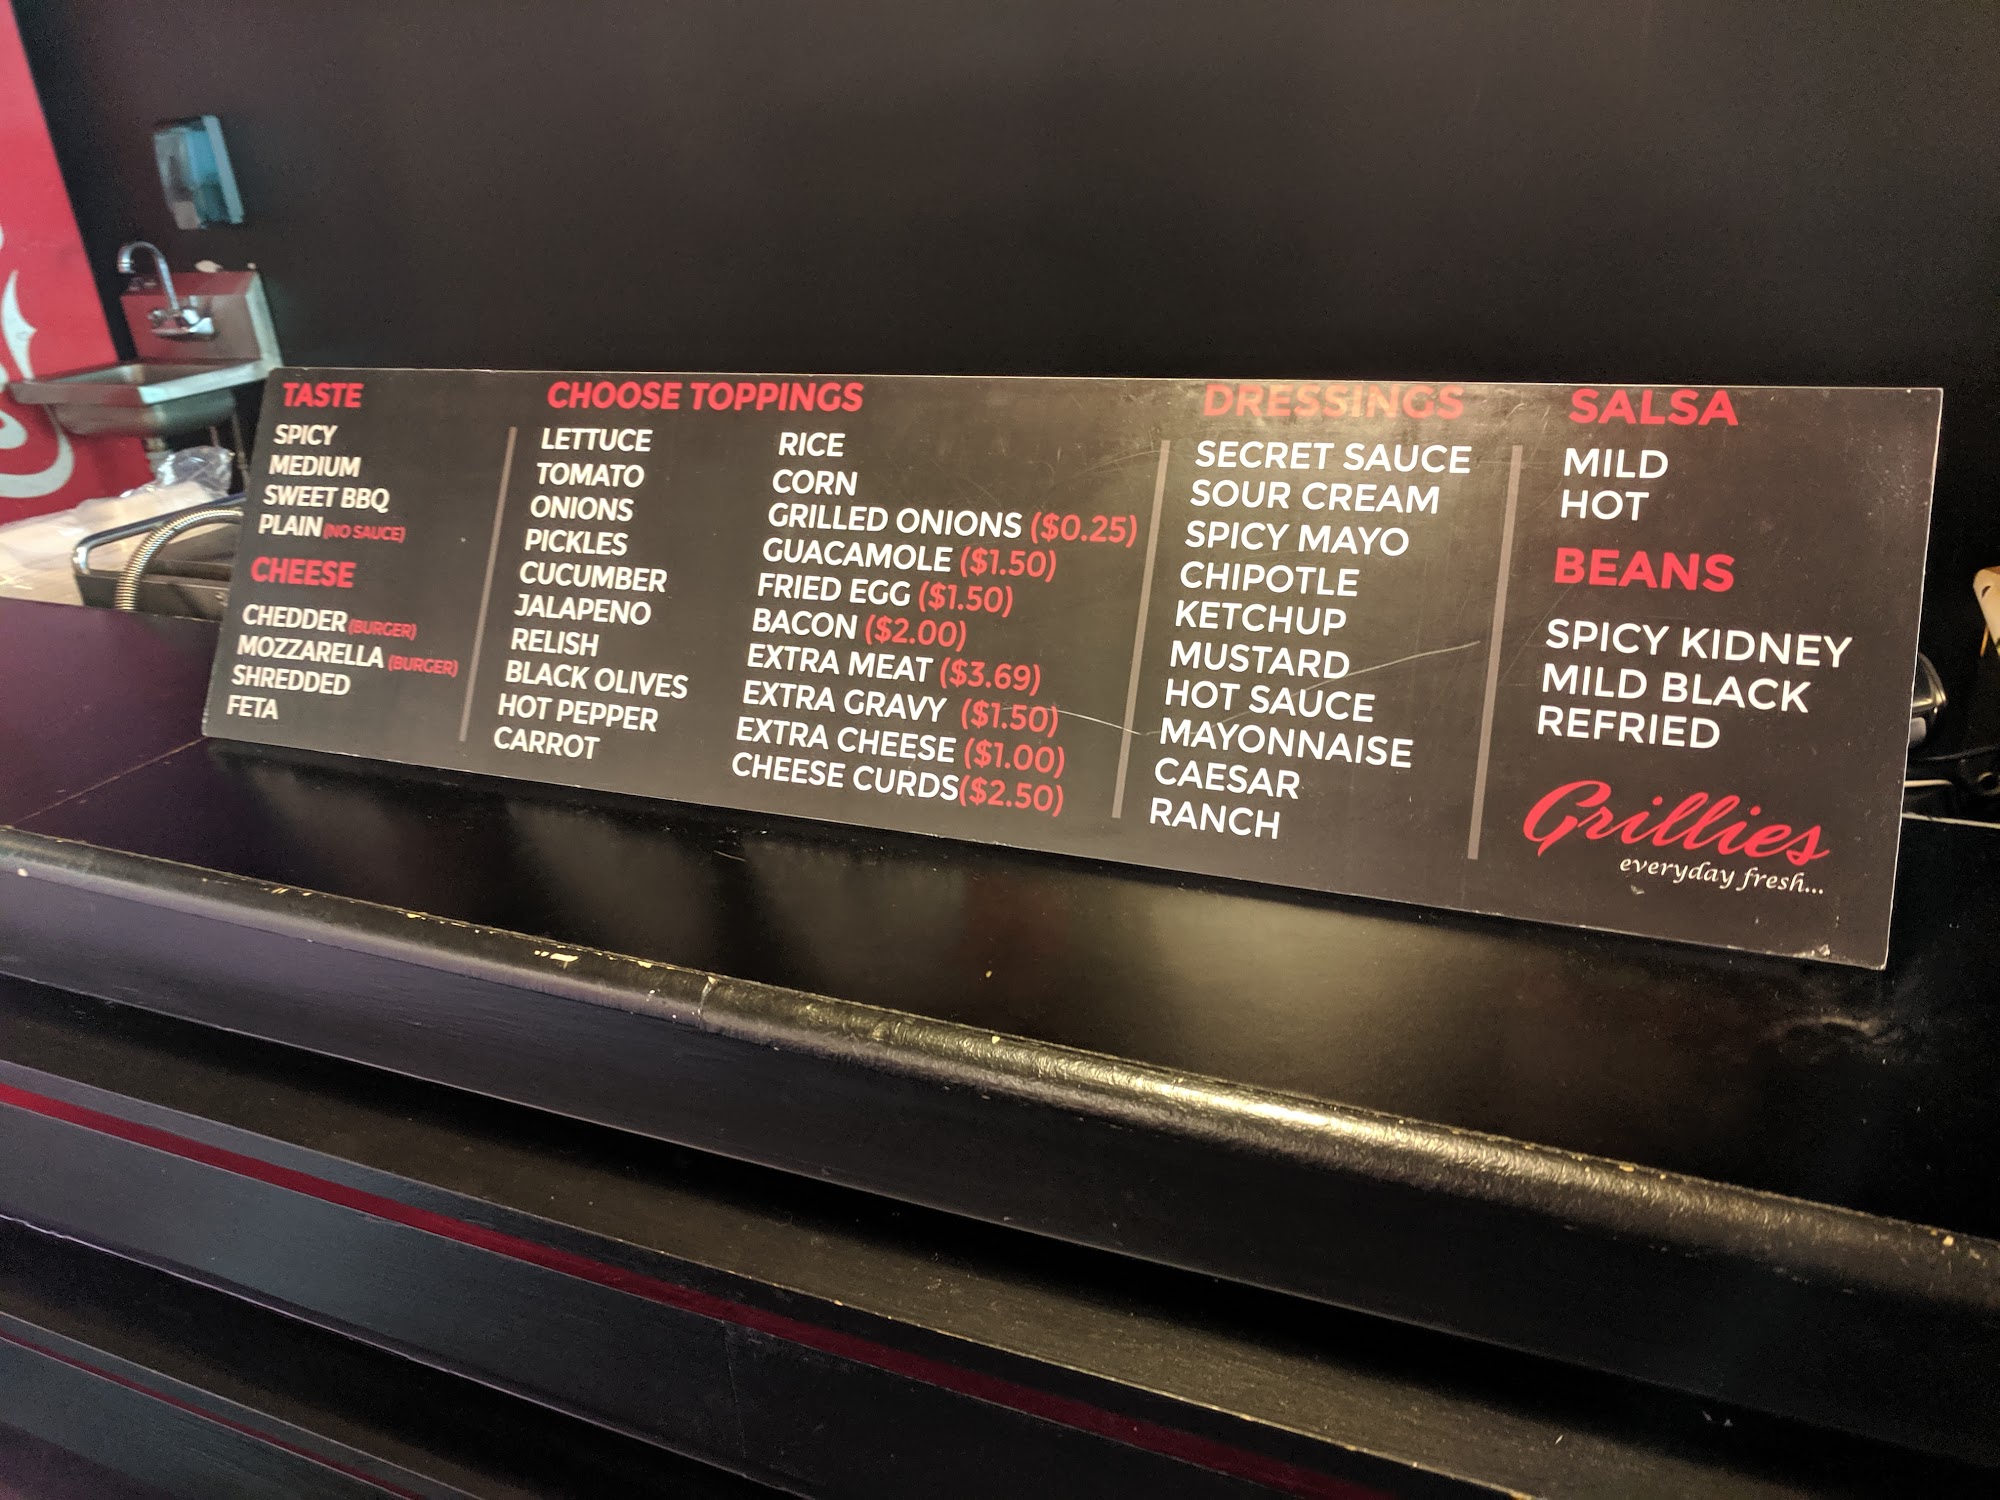 TASTE
SPICY
MEDIUM
SWEET BBQ
PLAIN (NO SAUCE)
CHEESE
CHEDDER (BURGER)
MOZZARELLA (BURGER)
SHREDDED
FETA
CHOOSE TOPPINGS
LETTUCE
TOMATO
ONIONS
PICKLES
CUCUMBER
JALAPENO
RELISH
BLACK OLIVES
HOT PEPPER
CARROT
RICE
CORN
GRILLED ONIONS ($0.25)
GUACAMOLE ($1.50)
FRIED EGG ($1.50)
BACON ($2.00)
EXTRA MEAT ($3.69)
EXTRA GRAVY ($1.50)
EXTRA CHEESE ($1.00)
CHEESE CURDS($2.50)
DRESSINGS
SECRET SAUCE
SOUR CREAM
SPICY MAYO
CHIPOTLE
KETCHUP
MUSTARD
HOT SAUCE
MAYONNAISE
CAESAR
RANCH
SALSA
MILD
HOT
BEANS
SPICY KIDNEY
MILD BLACK
REFRIED
Grillies
everyday fresh...